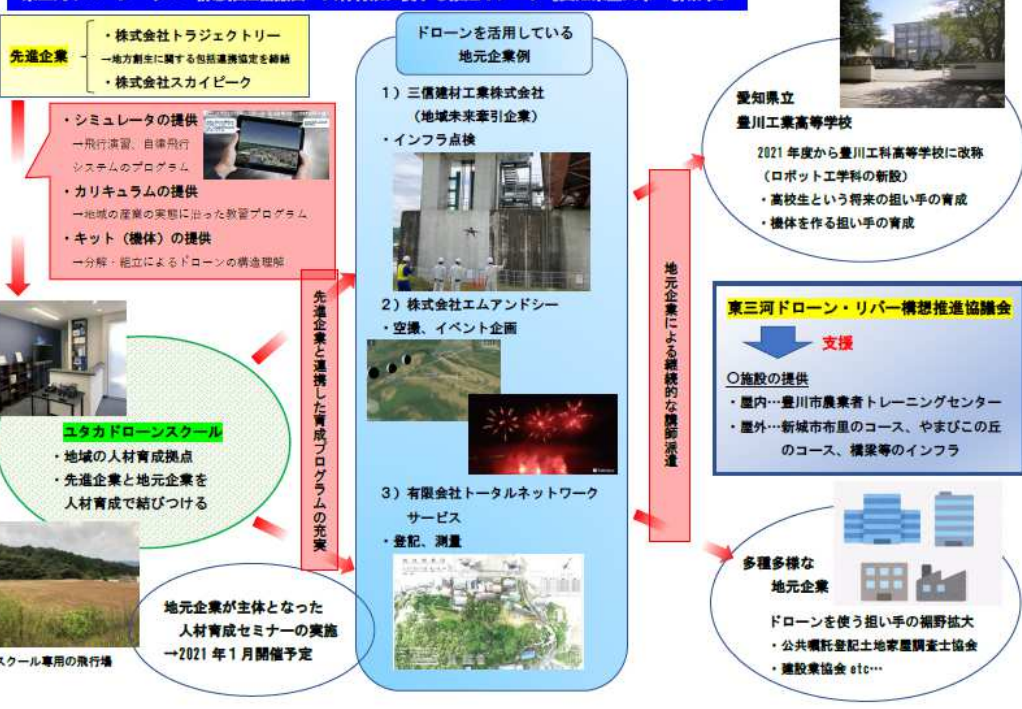 先進企業
・株式会社トラジェクトリー
→地方創生に関する包括連携協定を締結
・株式会社スカイピーク
・シミュレータの提供
→飛行演習、自律飛行
システムのプログラム
・カリキュラムの提供
→地域の産業の実態に沿った教習プログラム
・キット（機体）の提供
→分解・組立によるドローンの構造理解
ユタカドローンスクール
・地域の人材育成拠点
・先進企業と地元企業を
人材育成で結びつける
スクール専用の飛行場
先進企業と連携した育成プログラムの充実
地元企業が主体となった
人材育成セミナーの実施
→2021年1月開催予定
ドローンを活用している
地元企業例
1）三信建材工業株式会社
（地域未来牽引企業）
・インフラ点検
2）株式会社エムアンドシー
・空撮、イベント企画
3）有限会社トータルネットワーク
サービス
・登記、測量
地元企業による継続的な講師派遣
愛知県立
豊川工業高等学校
2021年度から豊川工科高等学校に改称
（ロボット工学科の新設）
・高校生という将来の担い手の育成
・機体を作る担い手の育成
東三河ドローン・リバー構想推進協議会
支援
○施設の提供
・屋内…豊川市農業者トレーニングセンター
・屋外…新城市布里のコース、やまびこの丘
のコース、橋梁等のインフラ
多種多様な
地元企業
ドローンを使う担い手の裾野拡大
・公共嘱託登記土地家屋調査士協会
・建設業協会 etc…